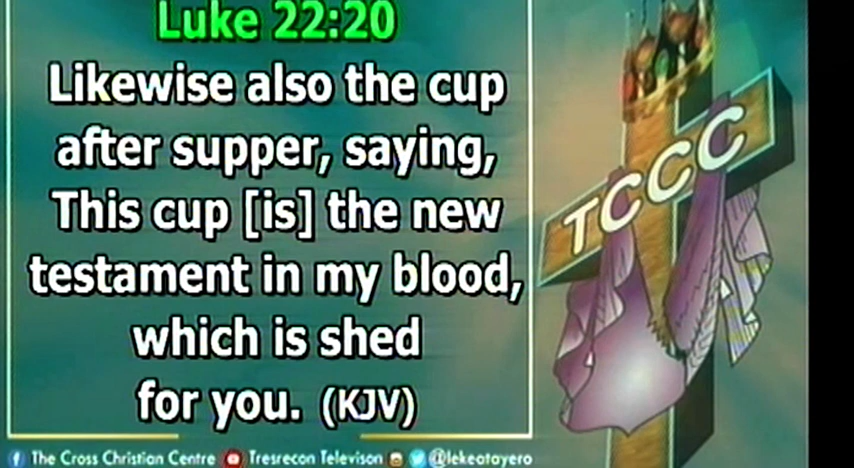 Luke 22:20
Likewise also the cup
after supper, saying,
This cup [is] the new
testament in my blood,
which is shed
for you. (KJV)
TCCC
The Cross Christian Centre Tresrecon Televison @lekeotayero